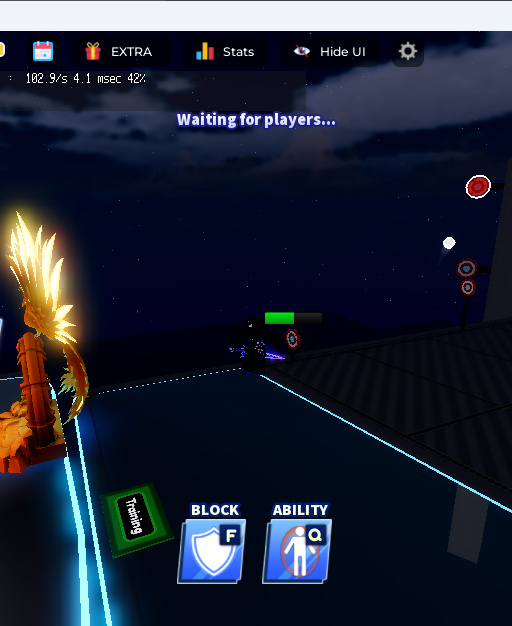 EXTRA
Stats
Hide UI
: 102.9/s 4.1 msec 42%
Waiting for players...
Training
BLOCK
ABILITY
F
Q